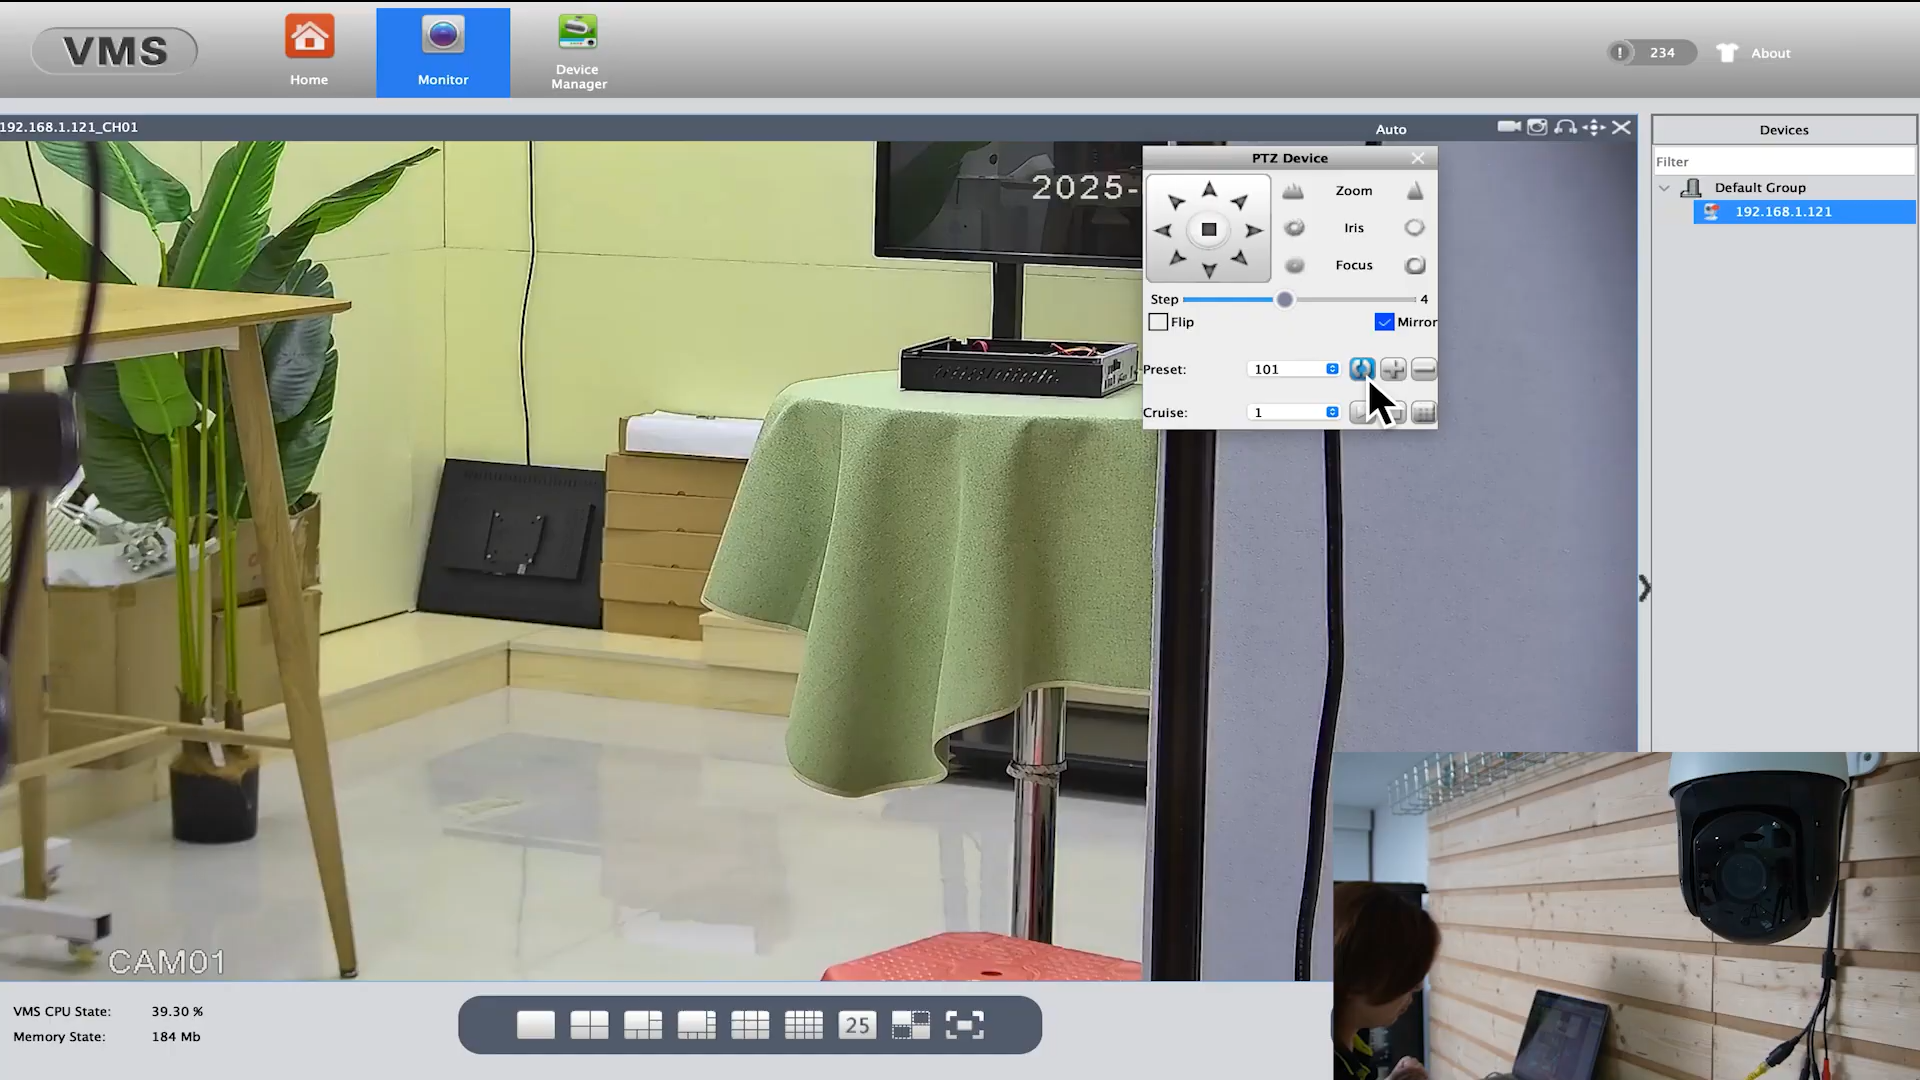 VMS
Home
Monitor
Device
Manager
! 234
About
192.168.1.121_CH01
Auto
Devices
Filter
Default Group
192.168.1.121
2025-
PTZ Device
Zoom
Iris
Focus
Step 4
Flip
Mirror
Preset: 101
Cruise: 1
CAM01
VMS CPU State: 39.30 %
Memory State: 184 Mb
25